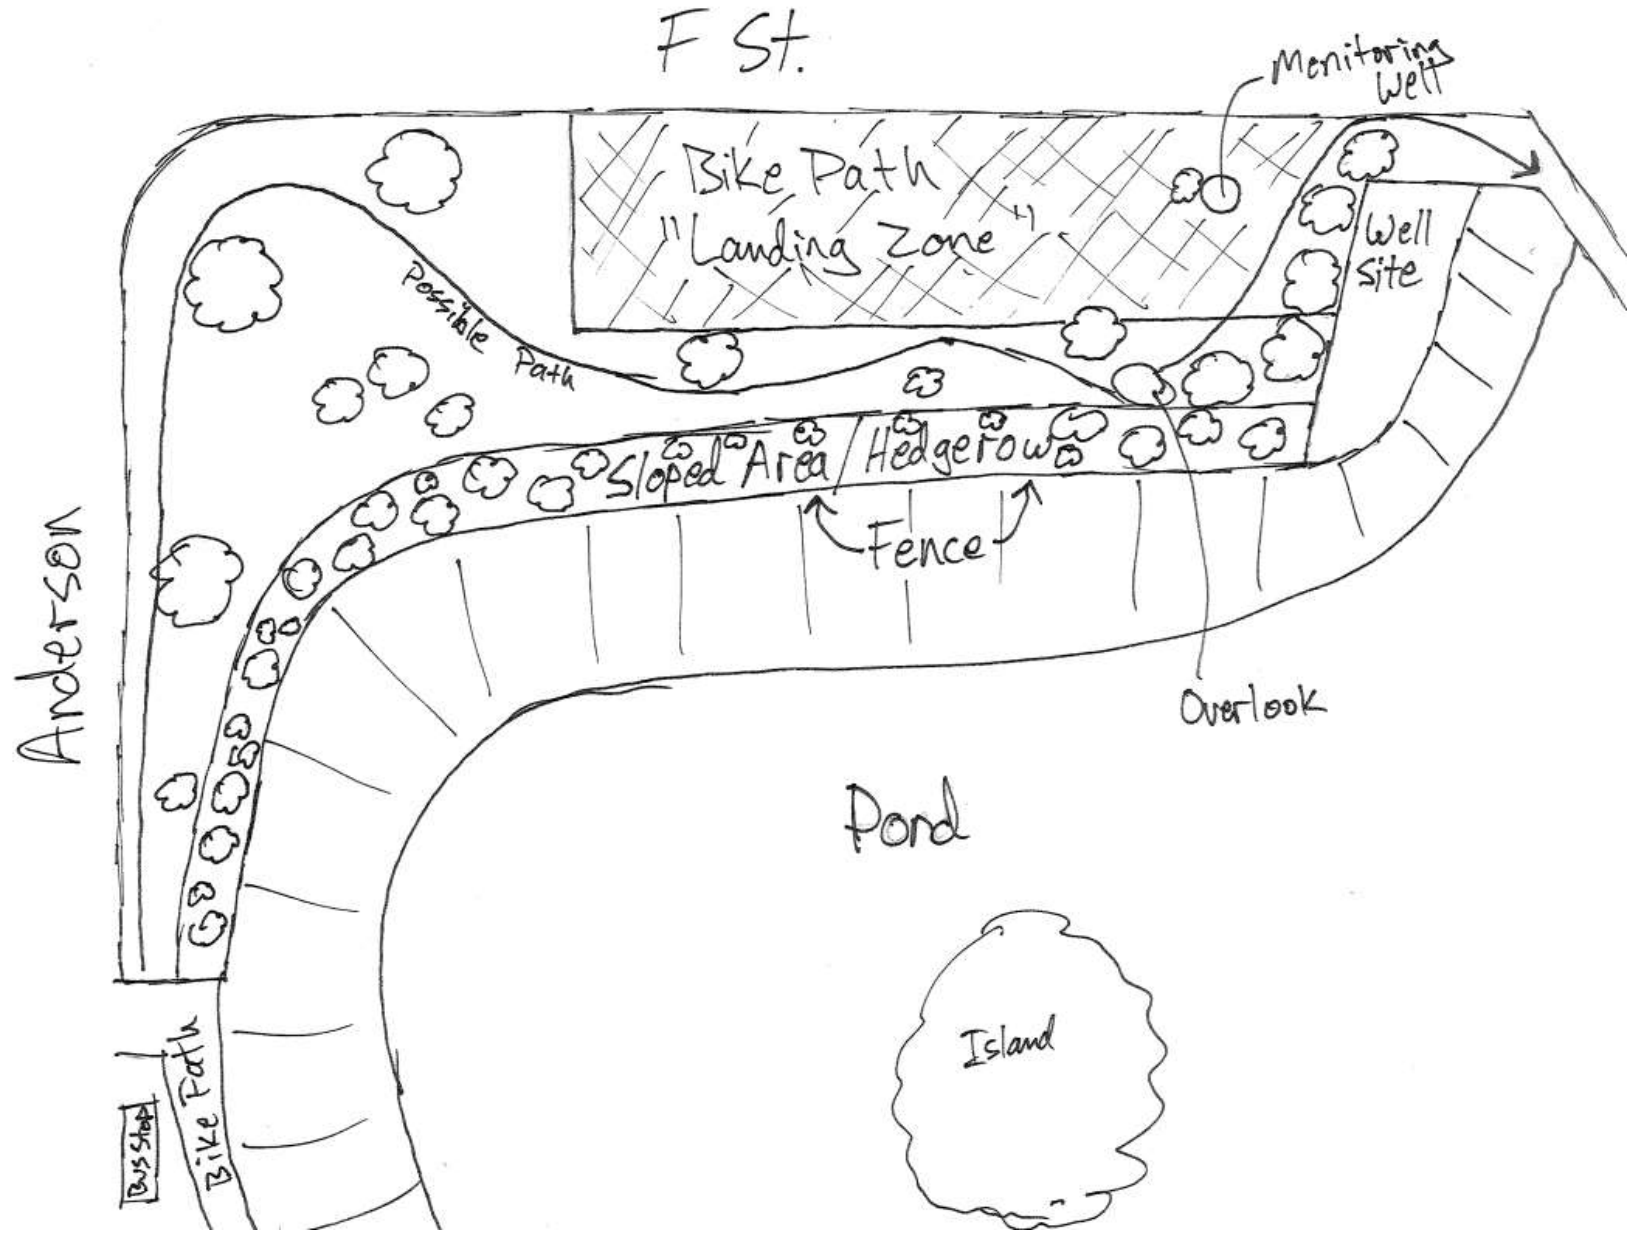 F St.
Monitoring
Well
Bike Path
"Landing Zone"
Well
site
Possible Path
Sloped Area / Hedgerow
Fence
Anderson
Overlook
Pond
Island
Bike Path
Bus Stop